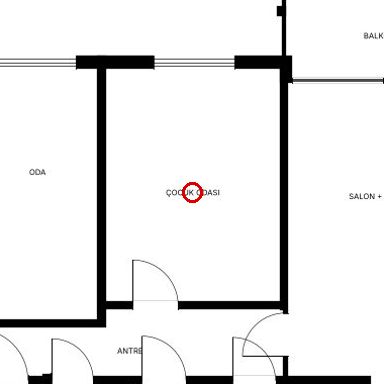 BALK
ODA
ÇOCUK ODASI
SALON +
ANTRE